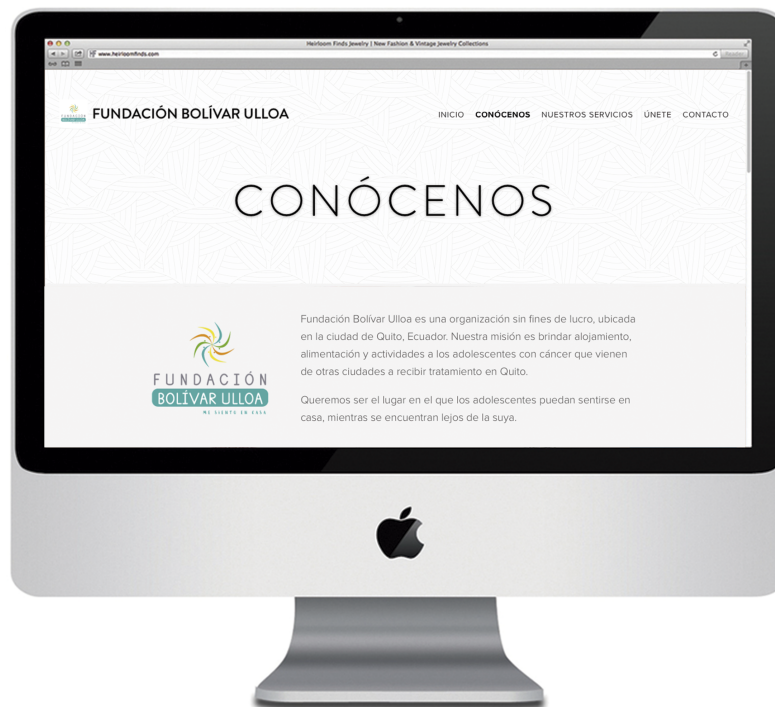 Heirloom Finds Jewelry | New Fashion & Vintage Jewelry Collections
www.heirloomfinds.com
Reader
FUNDACIÓN BOLÍVAR ULLOA
INICIO CONÓCENOS NUESTROS SERVICIOS ÚNETE CONTACTO
CONÓCENOS
FUNDACIÓN
BOLÍVAR ULLOA
ME SIENTO EN CASA
Fundación Bolívar Ulloa es una organización sin fines de lucro, ubicada
en la ciudad de Quito, Ecuador. Nuestra misión es brindar alojamiento,
alimentación y actividades a los adolescentes con cáncer que vienen
de otras ciudades a recibir tratamiento en Quito.
Queremos ser el lugar en el que los adolescentes puedan sentirse en
casa, mientras se encuentran lejos de la suya.